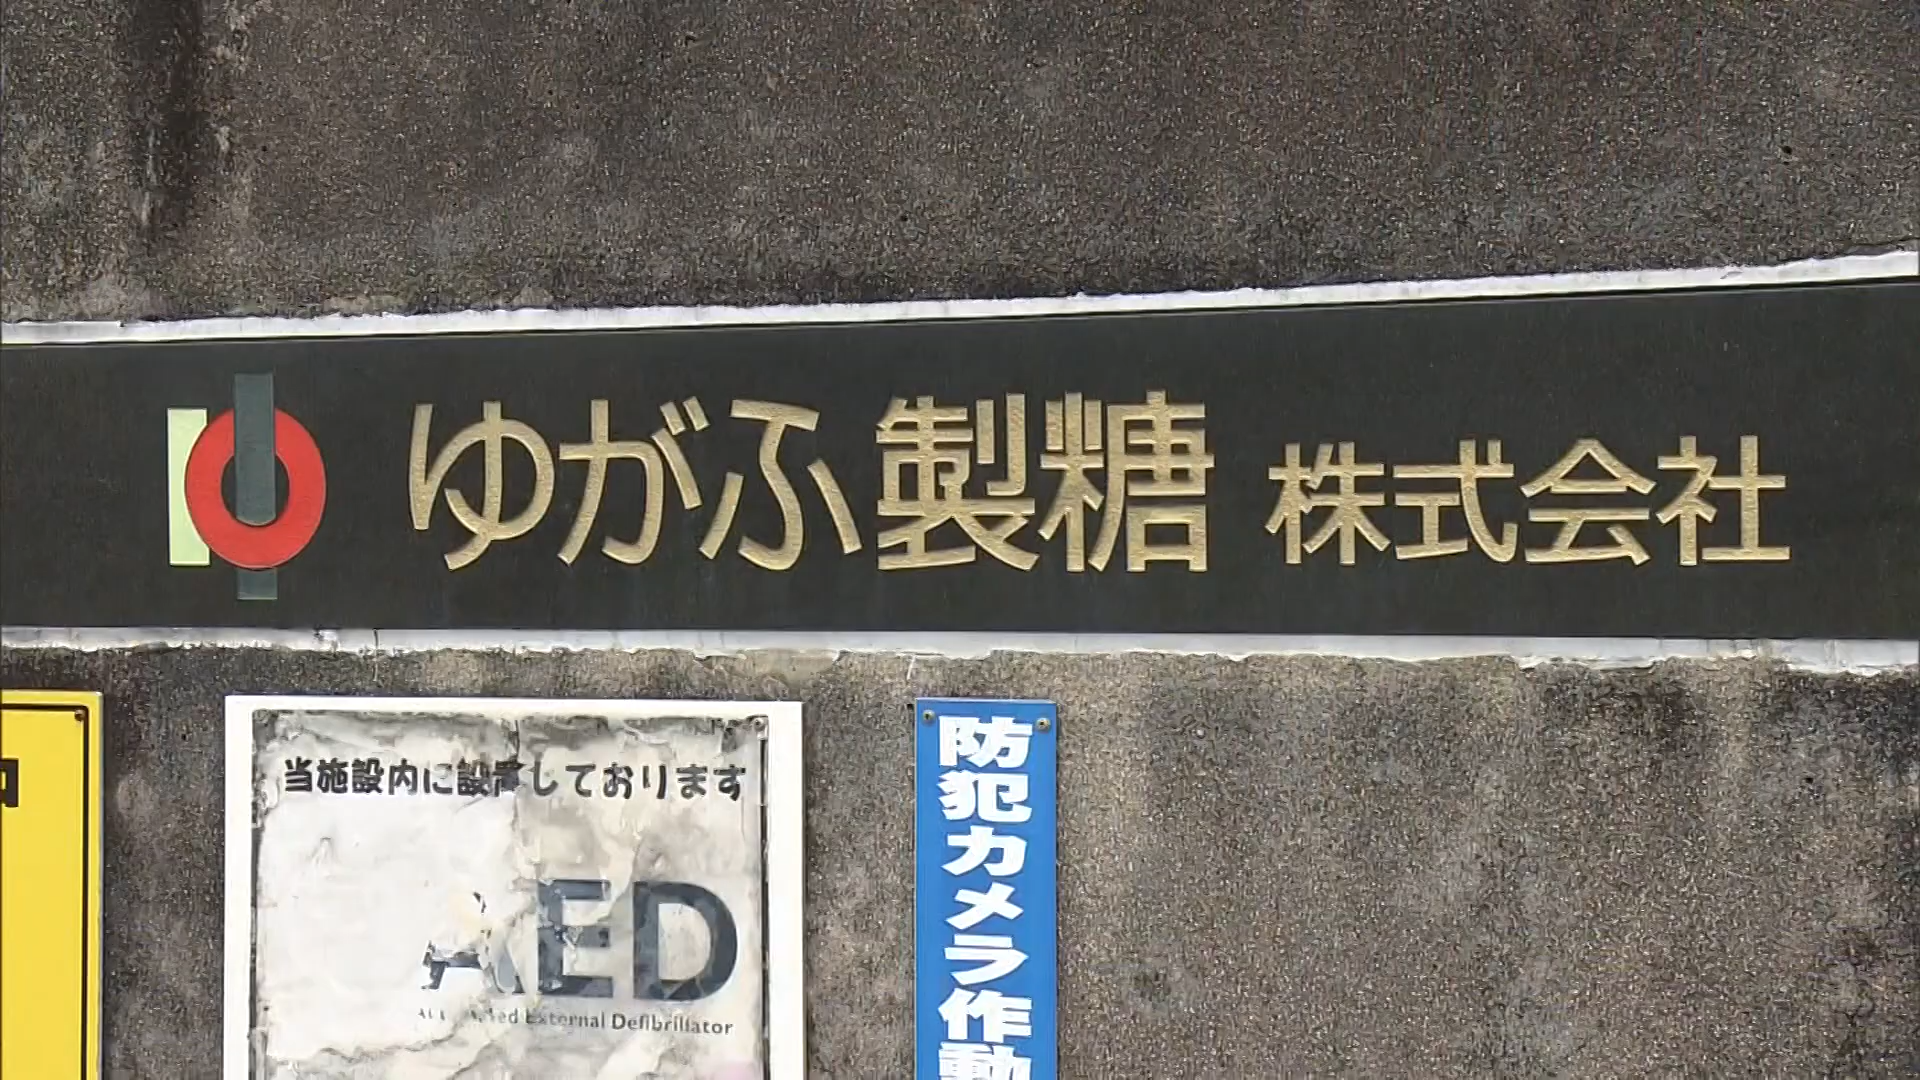 ゆがふ製糖 株式会社
当施設内に設置しております
AED
External Defibrillator
防犯カメラ作動